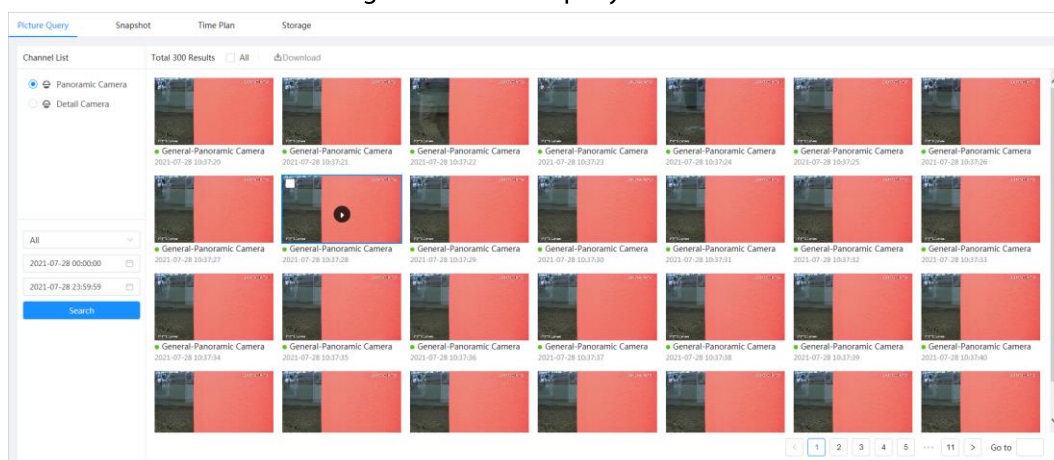 Picture Query Snapshot Time Plan Storage
Channel List Total 300 Results All Download
Panoramic Camera
Detail Camera
General-Panoramic Camera General-Panoramic Camera General-Panoramic Camera General-Panoramic Camera General-Panoramic Camera General-Panoramic Camera General-Panoramic Camera
2021-07-28 10:37:20 2021-07-28 10:37:21 2021-07-28 10:37:22 2021-07-28 10:37:23 2021-07-28 10:37:24 2021-07-28 10:37:25 2021-07-28 10:37:26
All
General-Panoramic Camera General-Panoramic Camera General-Panoramic Camera General-Panoramic Camera General-Panoramic Camera General-Panoramic Camera General-Panoramic Camera
2021-07-28 10:37:27 2021-07-28 10:37:28 2021-07-28 10:37:29 2021-07-28 10:37:30 2021-07-28 10:37:31 2021-07-28 10:37:32 2021-07-28 10:37:33
2021-07-28 00:00:00
2021-07-28 23:59:59
Search
General-Panoramic Camera General-Panoramic Camera General-Panoramic Camera General-Panoramic Camera General-Panoramic Camera General-Panoramic Camera General-Panoramic Camera
2021-07-28 10:37:34 2021-07-28 10:37:35 2021-07-28 10:37:36 2021-07-28 10:37:37 2021-07-28 10:37:38 2021-07-28 10:37:39 2021-07-28 10:37:40
< 1 2 3 4 5 ··· 11 > Go to